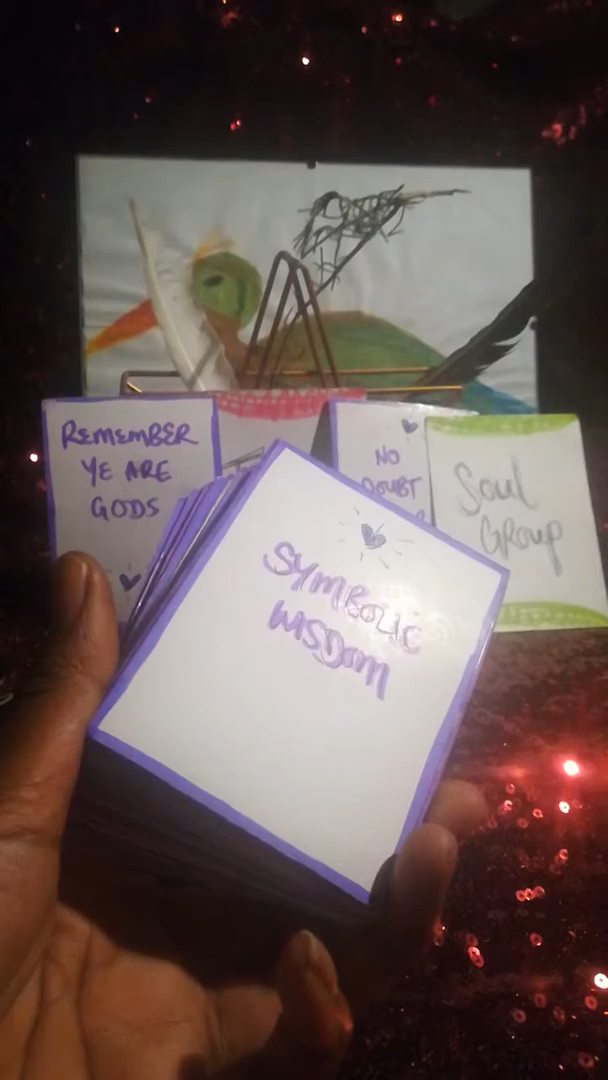 REMEMBER
YE ARE
GODS
NO
DOUBT
Soul
Group
SYMBOLIC
WISDOM